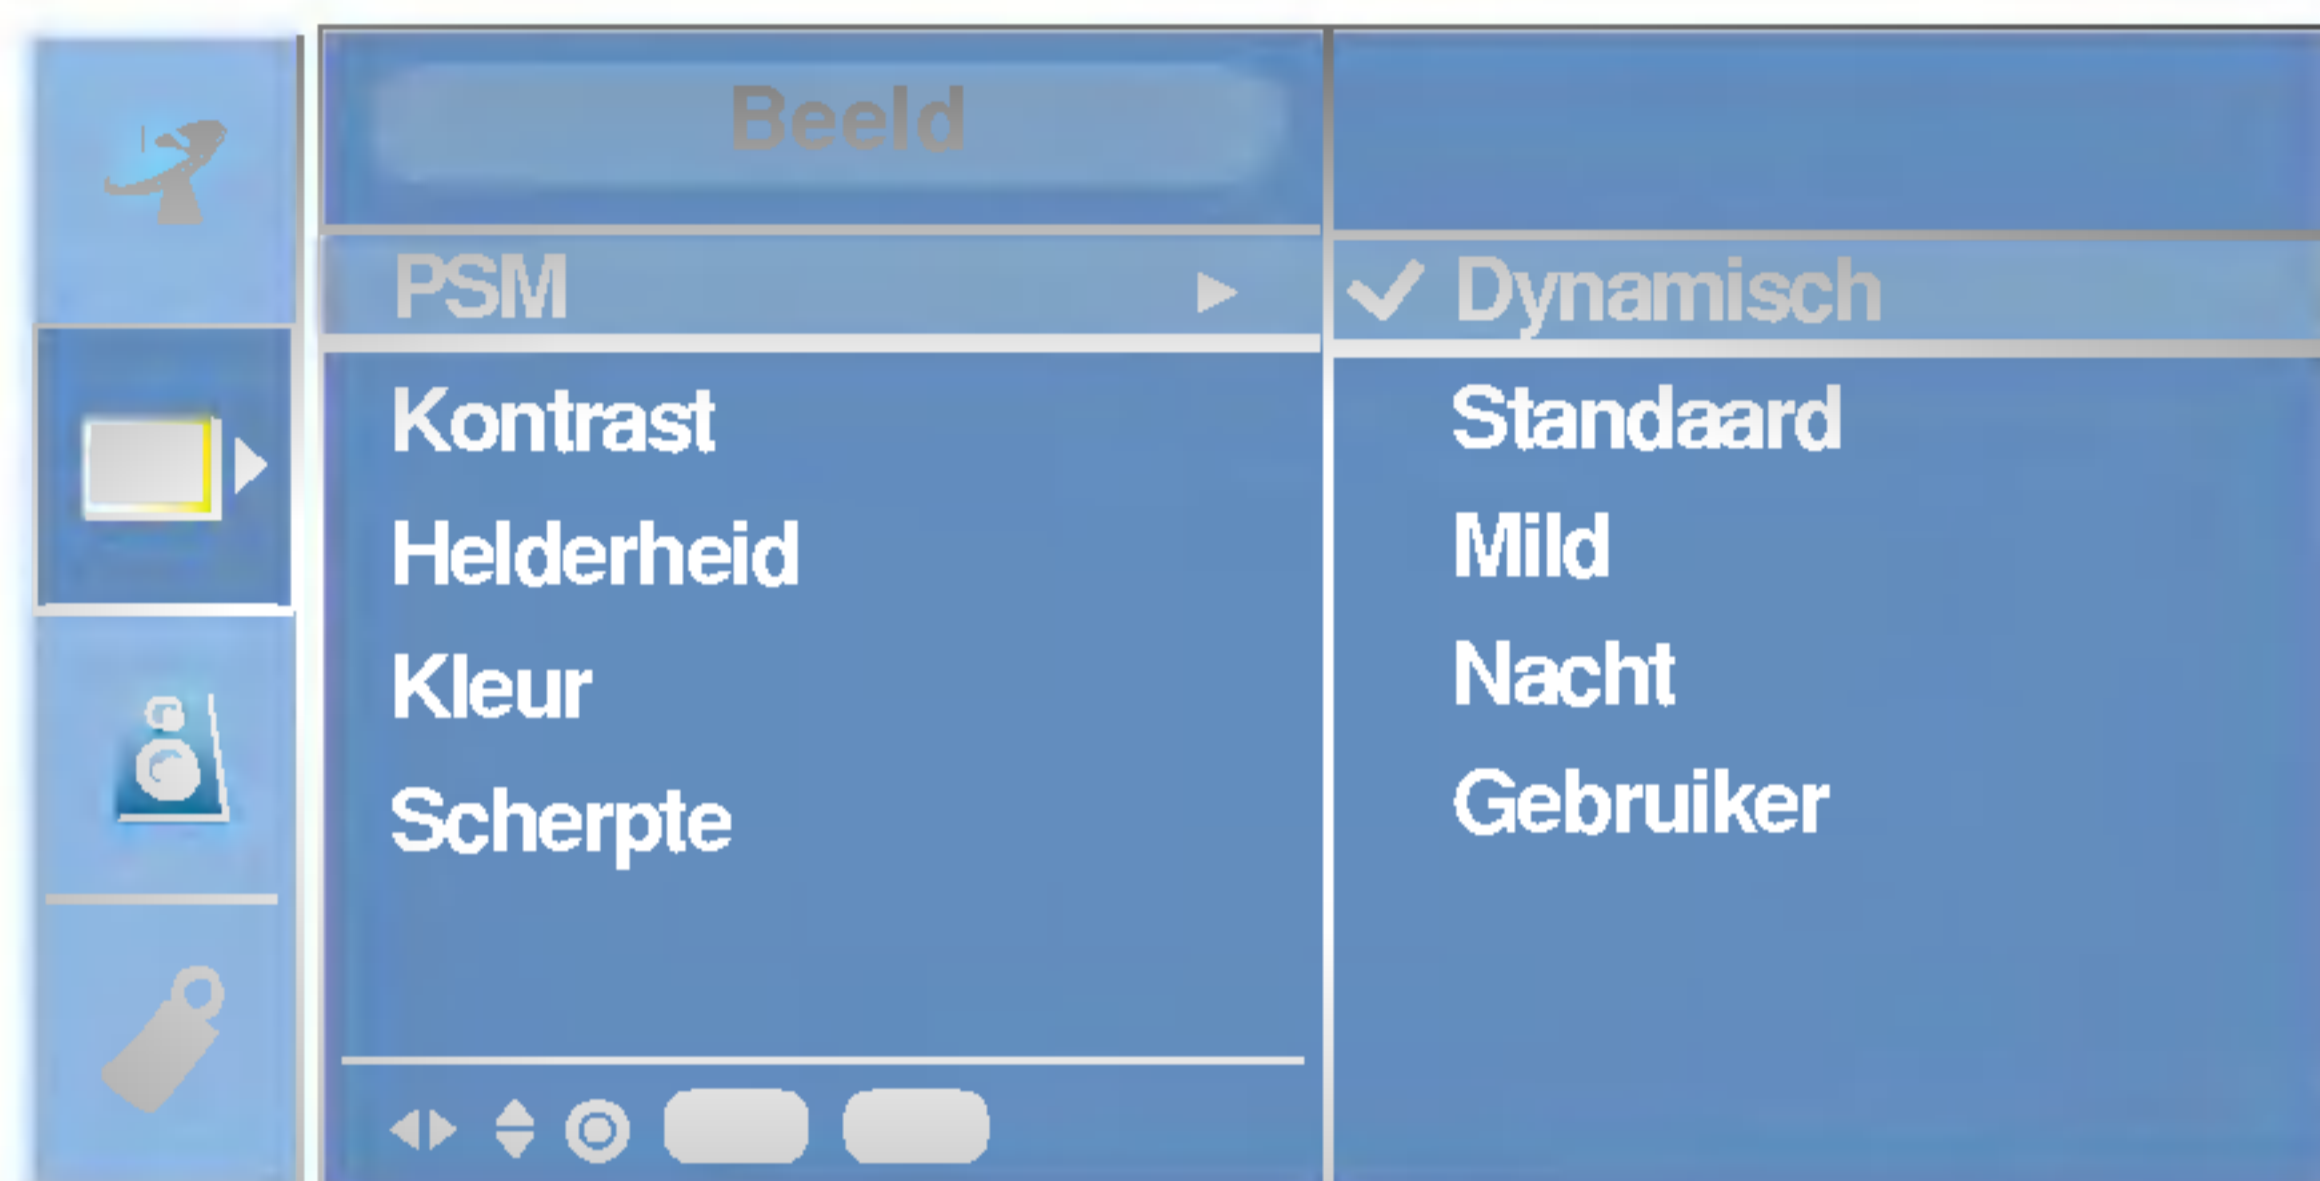 Beeld
PSM
Kontrast
Helderheid
Kleur
Scherpte
Dynamisch
Standaard
Mild
Nacht
Gebruiker